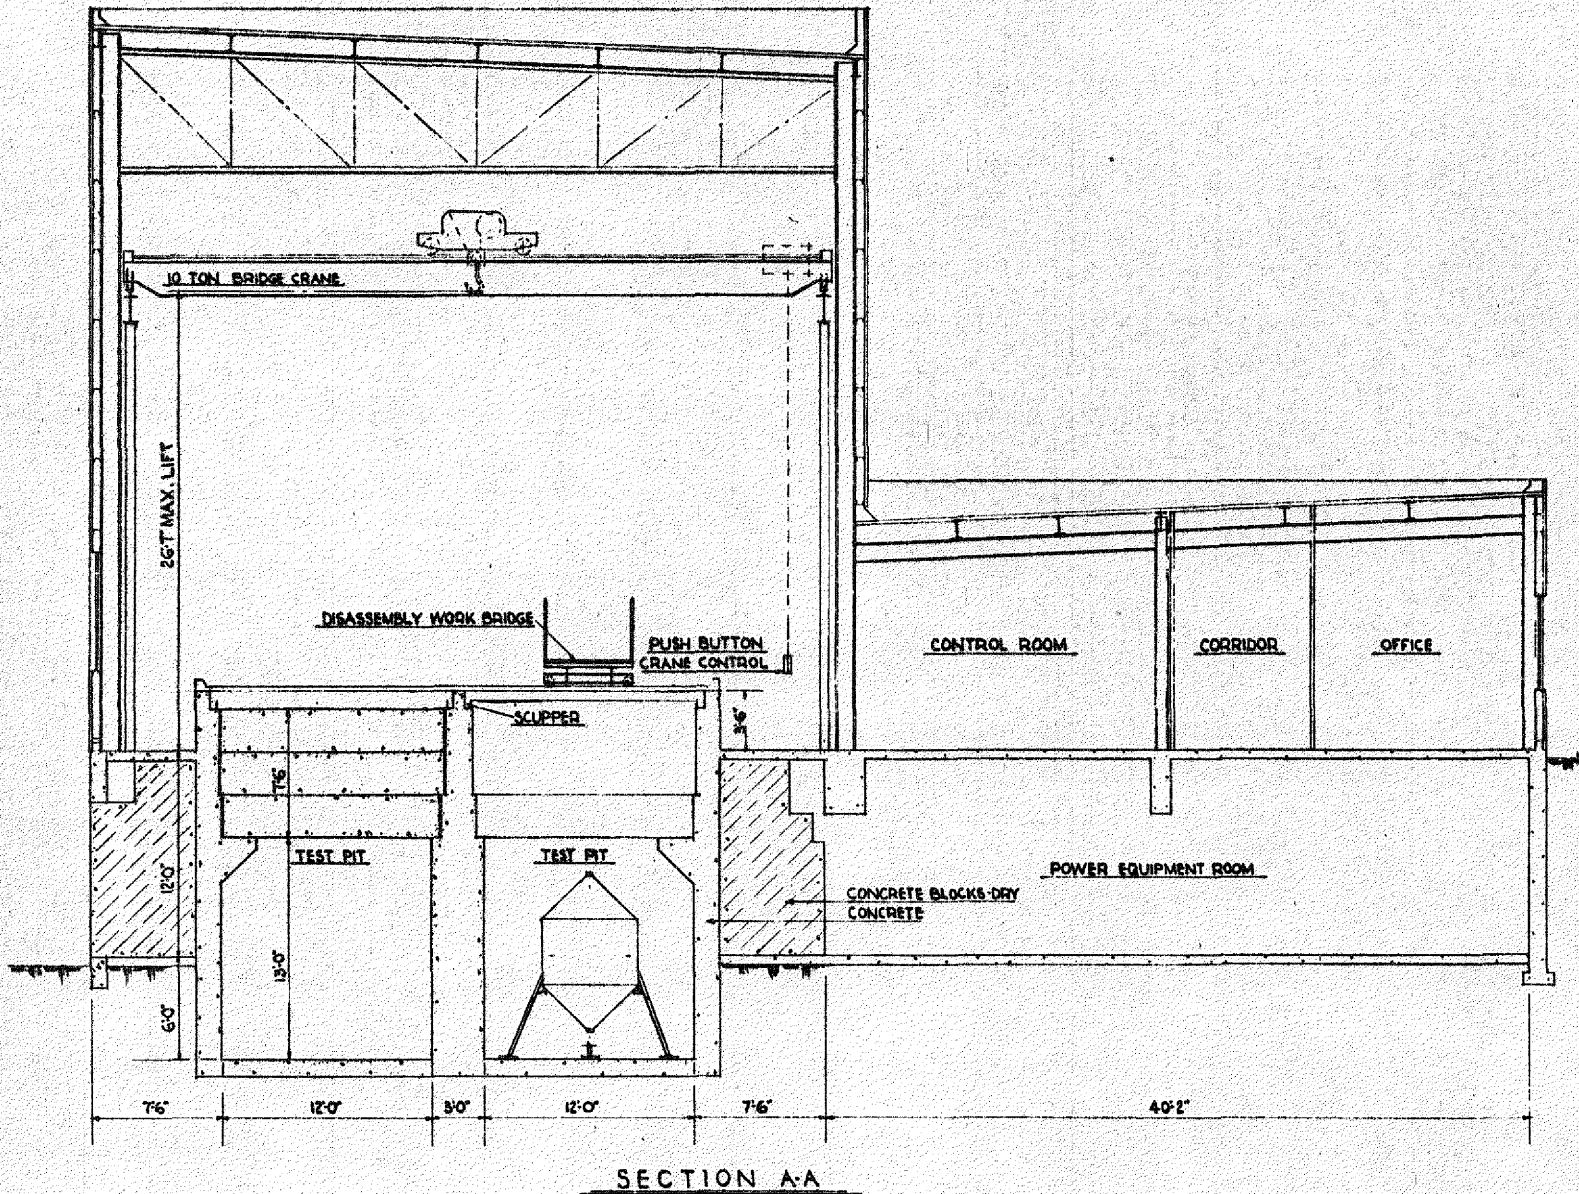 10 TON BRIDGE CRANE
26'-7" MAX. LIFT
DISASSEMBLY WORK BRIDGE
PUSH BUTTON
CRANE CONTROL
CONTROL ROOM
CORRIDOR
OFFICE
SCUPPER
3'-6"
7'-6"
TEST PIT
TEST PIT
12'-0"
POWER EQUIPMENT ROOM
CONCRETE BLOCKS-DRY
CONCRETE
13'-0"
6'-0"
7'-6"
12'-0"
3'-0"
12'-0"
7'-6"
40'-2"
SECTION A-A